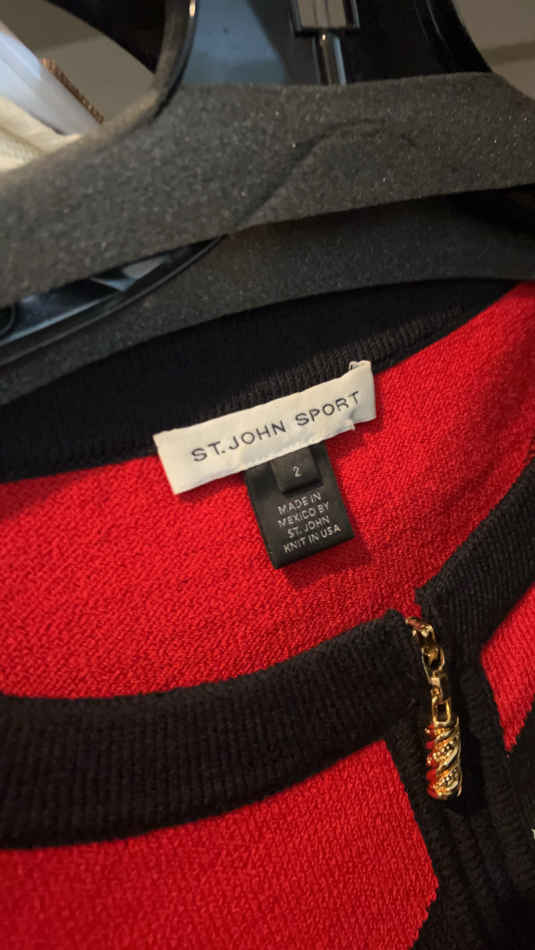 ST. JOHN SPORT
2
MADE IN
MEXICO BY
ST. JOHN
KNIT IN USA